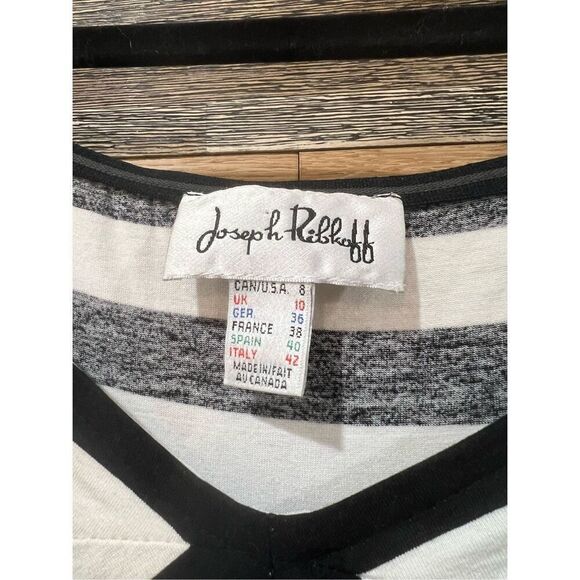 Joseph Ribkoff
CAN/U.S.A. 8
UK 10
GER. 36
FRANCE 38
SPAIN 40
ITALY 42
MADE IN/FAIT
AU CANADA